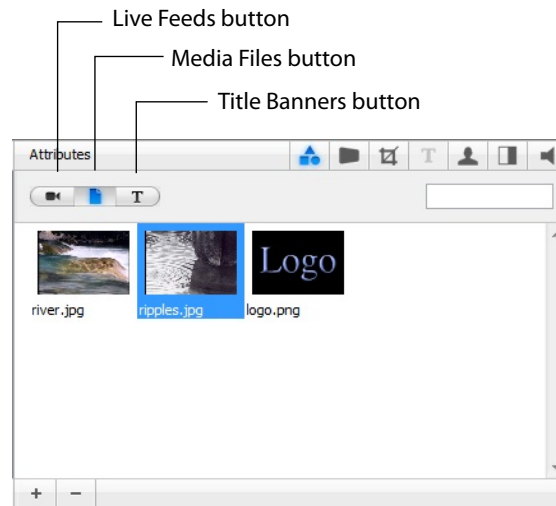 Live Feeds button
Media Files button
Title Banners button
Attributes
T
T
Logo
river.jpg
ripples.jpg
logo.png
+ −